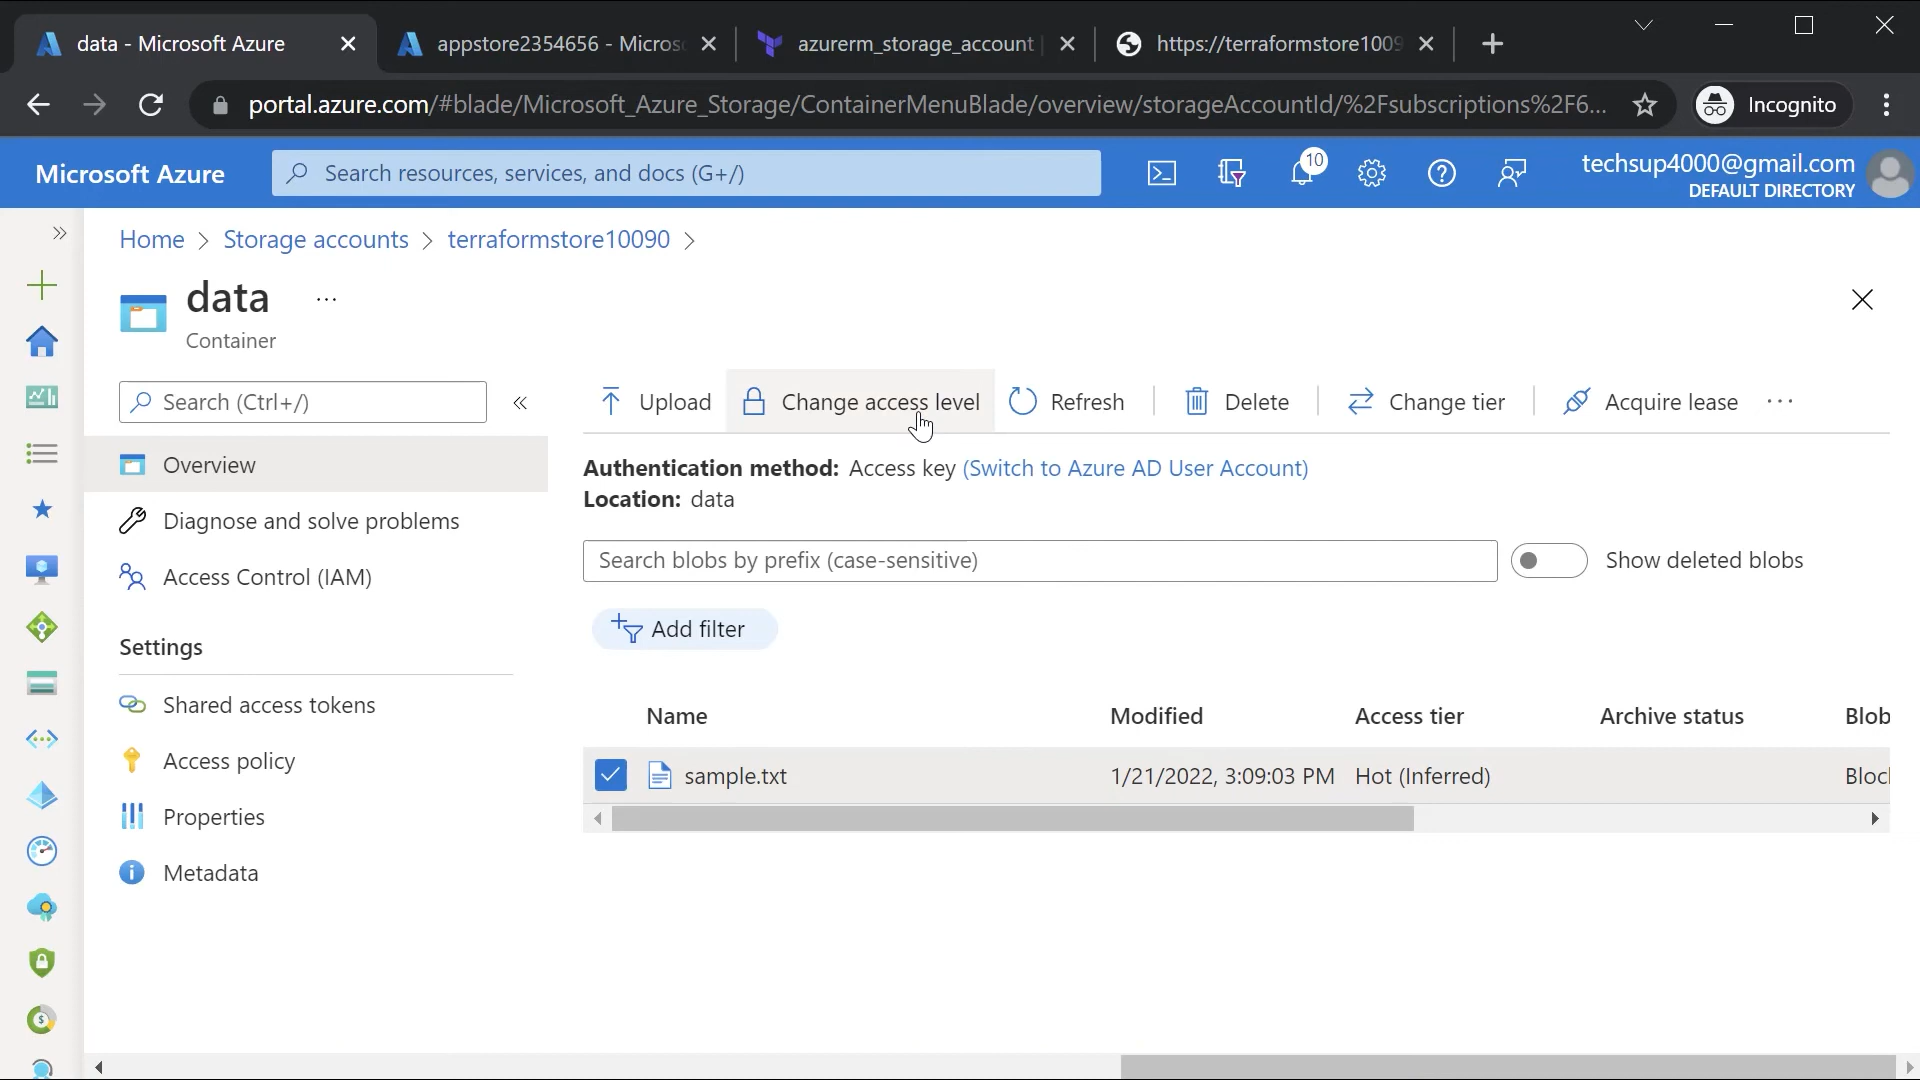 data - Microsoft Azure
appstore2354656 - Micros
azurerm_storage_account
https://terraformstore1009
portal.azure.com/#blade/Microsoft_Azure_Storage/ContainerMenuBlade/overview/storageAccountId/%2Fsubscriptions%2F6...
Incognito
Microsoft Azure
Search resources, services, and docs (G+/)
10
techsup4000@gmail.com
DEFAULT DIRECTORY
Home > Storage accounts > terraformstore10090 >
data ...
Container
Search (Ctrl+/)
«
Upload
Change access level
Refresh
Delete
Change tier
Acquire lease
...
Overview
Diagnose and solve problems
Access Control (IAM)
Settings
Shared access tokens
Access policy
Properties
Metadata
Authentication method: Access key (Switch to Azure AD User Account)
Location: data
Search blobs by prefix (case-sensitive)
Show deleted blobs
Add filter
Name Modified Access tier Archive status Blob
sample.txt 1/21/2022, 3:09:03 PM Hot (Inferred) Bloc